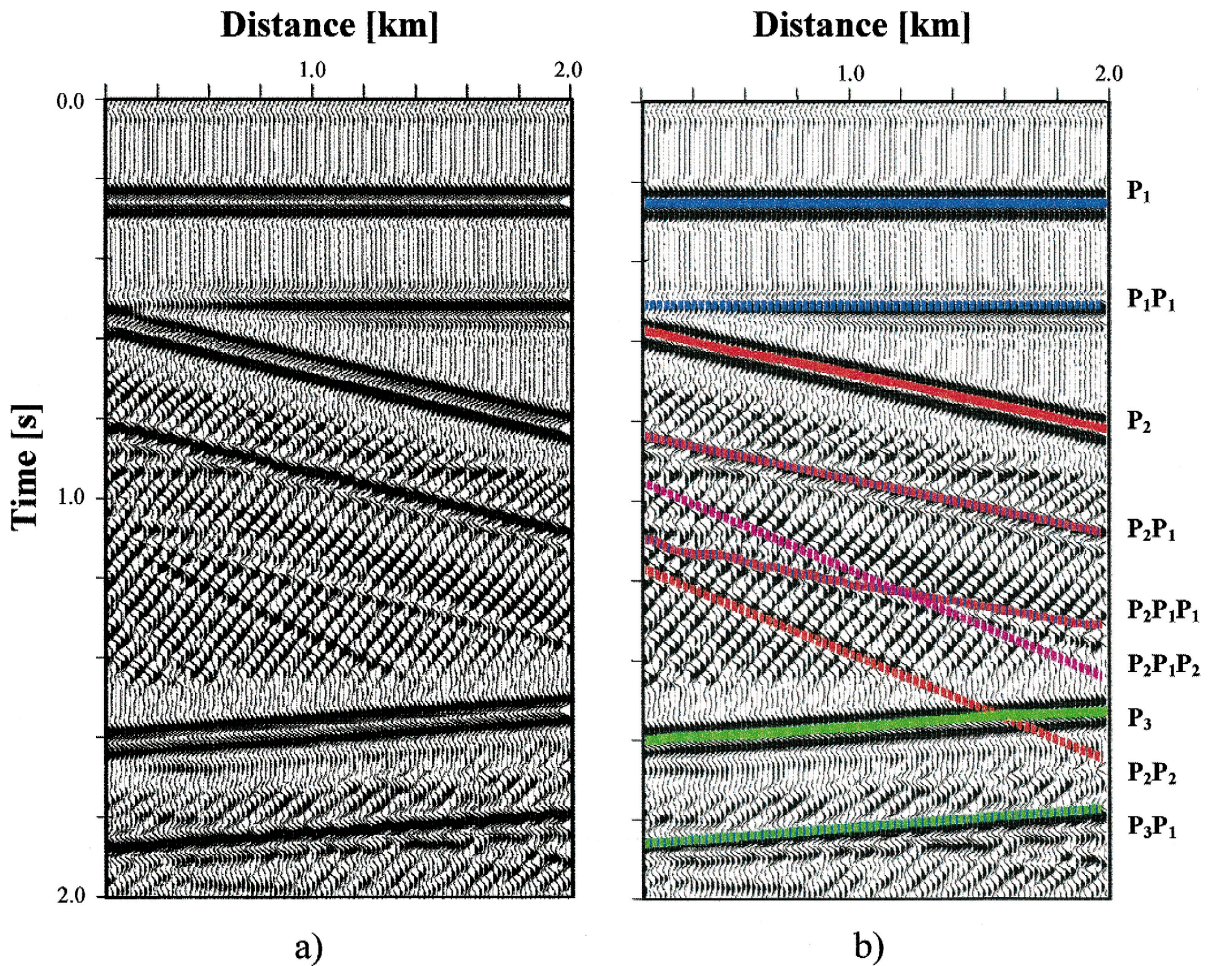 Distance [km]
Distance [km]
1.0
2.0
1.0
2.0
0.0
1.0
2.0
Time [s]
P₁
P₁P₁
P₂
P₂P₁
P₂P₁P₁
P₂P₁P₂
P₃
P₂P₂
P₃P₁
a)
b)